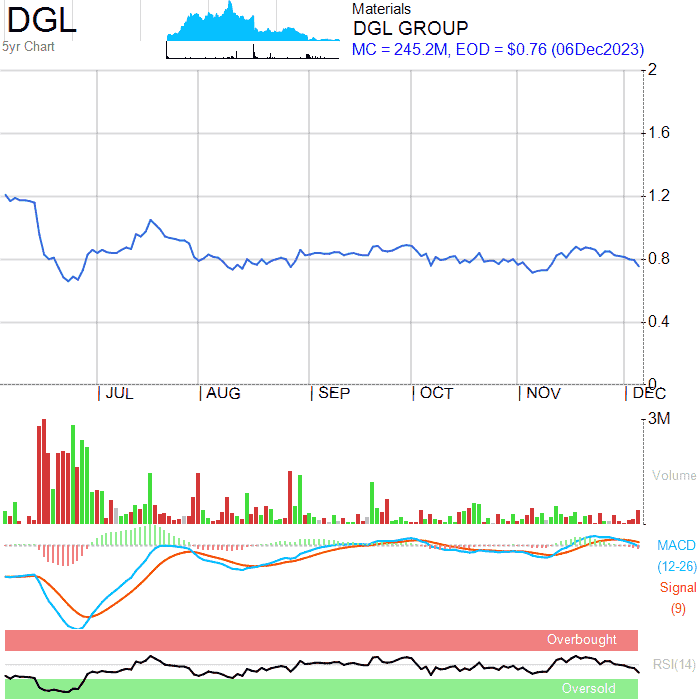 DGL
5yr Chart
Materials
DGL GROUP
MC = 245.2M, EOD = $0.76 (06Dec2023)
2
1.6
1.2
0.8
0.4
0
JUL
AUG
SEP
OCT
NOV
DEC
3M
Volume
MACD
(12-26)
Signal
(9)
Overbought
RSI(14)
Oversold